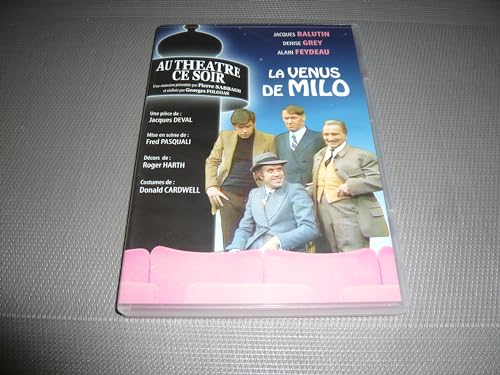 Jacques BALUTIN
Denise GREY
Alain FEYDEAU
AU THEATRE
CE SOIR
Une émission présentée par Pierre SABBAGH
et réalisée par Georges FOLGOAS
LA VENUS
DE MILO
Une pièce de :
Jacques DEVAL
Mise en scène de :
Fred PASQUALI
Décors de :
Roger HARTH
Costumes de :
Donald CARDWELL